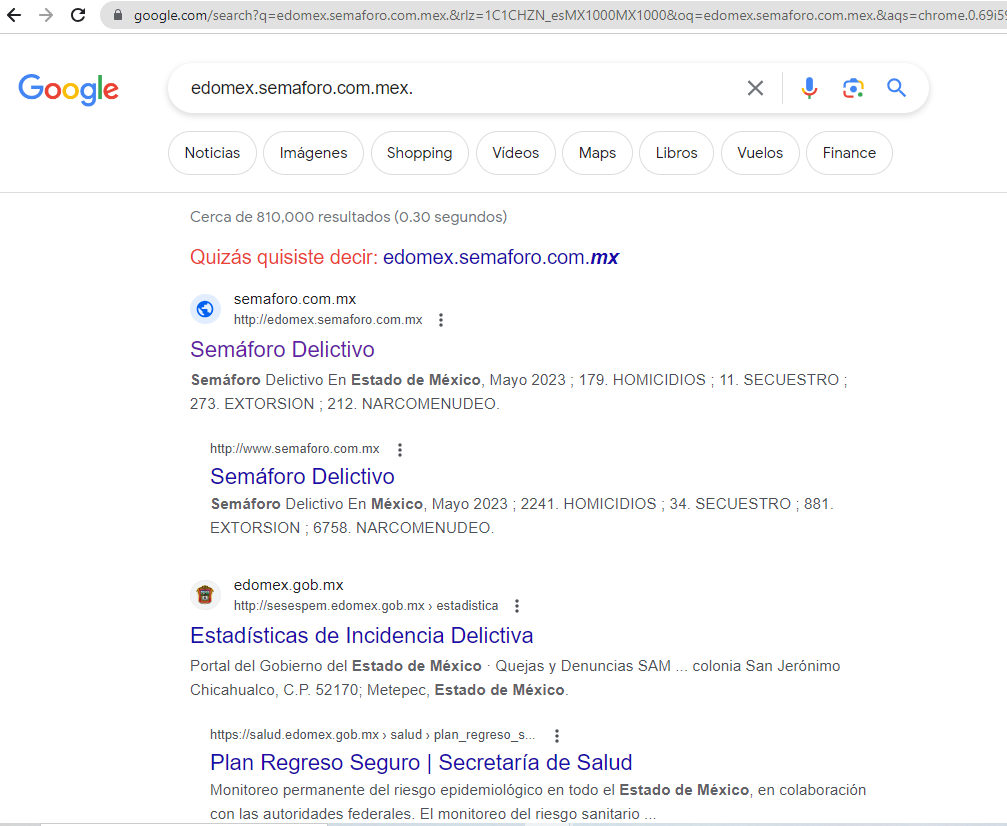 google.com/search?q=edomex.semaforo.com.mex.&rlz=1C1CHZN_esMX1000MX1000&oq=edomex.semaforo.com.mex.&aqs=chrome.0.69i59
Google
edomex.semaforo.com.mex.
Noticias Imágenes Shopping Vídeos Maps Libros Vuelos Finance
Cerca de 810,000 resultados (0.30 segundos)
Quizás quisiste decir: edomex.semaforo.com.mx
semaforo.com.mx
http://edomex.semaforo.com.mx
Semáforo Delictivo
Semáforo Delictivo En Estado de México, Mayo 2023 ; 179. HOMICIDIOS ; 11. SECUESTRO ;
273. EXTORSION ; 212. NARCOMENUDEO.
http://www.semaforo.com.mx
Semáforo Delictivo
Semáforo Delictivo En México, Mayo 2023 ; 2241. HOMICIDIOS ; 34. SECUESTRO ; 881.
EXTORSION ; 6758. NARCOMENUDEO.
edomex.gob.mx
http://sesespem.edomex.gob.mx › estadistica
Estadísticas de Incidencia Delictiva
Portal del Gobierno del Estado de México · Quejas y Denuncias SAM ... colonia San Jerónimo
Chicahualco, C.P. 52170; Metepec, Estado de México.
https://salud.edomex.gob.mx › salud › plan_regreso_s...
Plan Regreso Seguro | Secretaría de Salud
Monitoreo permanente del riesgo epidemiológico en todo el Estado de México, en colaboración
con las autoridades federales. El monitoreo del riesgo sanitario ...